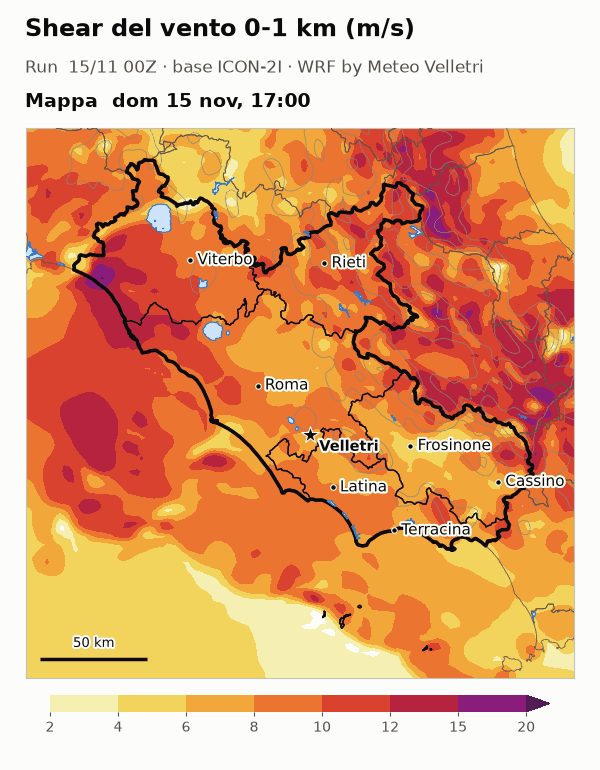 Shear del vento 0-1 km (m/s)
Run  15/11 00Z · base ICON-2I · WRF by Meteo Velletri
Mappa  dom 15 nov, 17:00
Viterbo
Rieti
Roma
Velletri
Frosinone
Cassino
Latina
Terracina
50 km
2 4 6 8 10 12 15 20